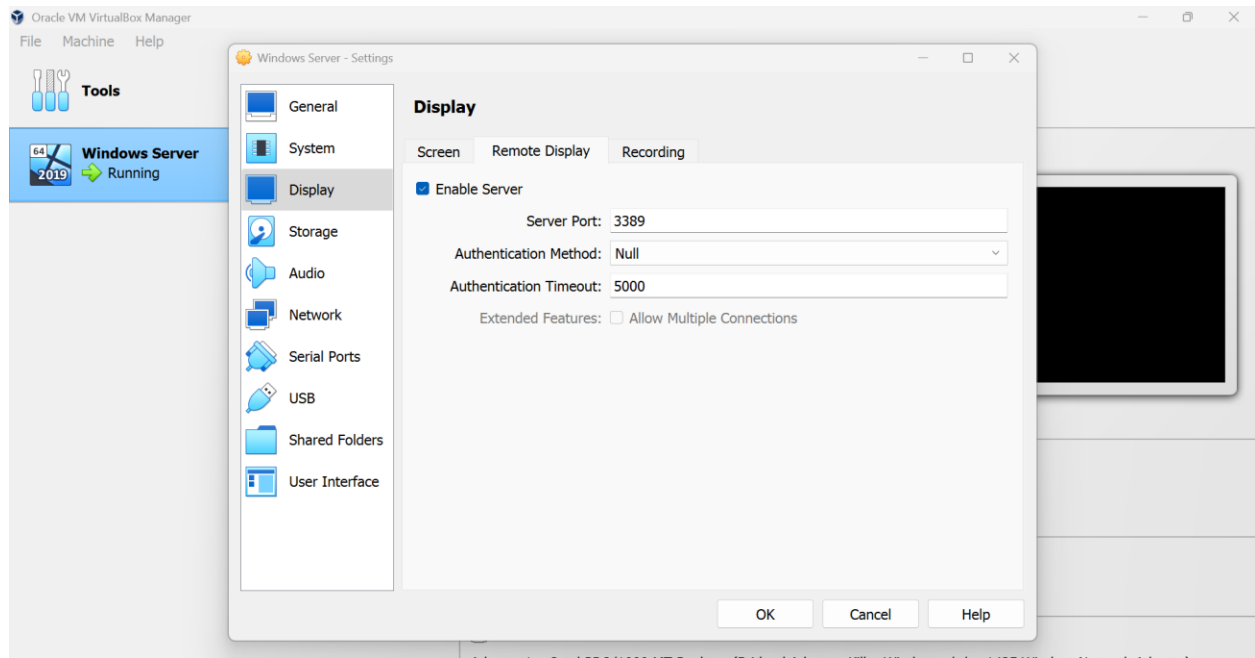 Oracle VM VirtualBox Manager
File Machine Help
Tools
64
2019
Windows Server
Running
Windows Server - Settings
General
System
Display
Storage
Audio
Network
Serial Ports
USB
Shared Folders
User Interface
Display
Screen Remote Display Recording
Enable Server
Server Port: 3389
Authentication Method: Null
Authentication Timeout: 5000
Extended Features: Allow Multiple Connections
OK Cancel Help